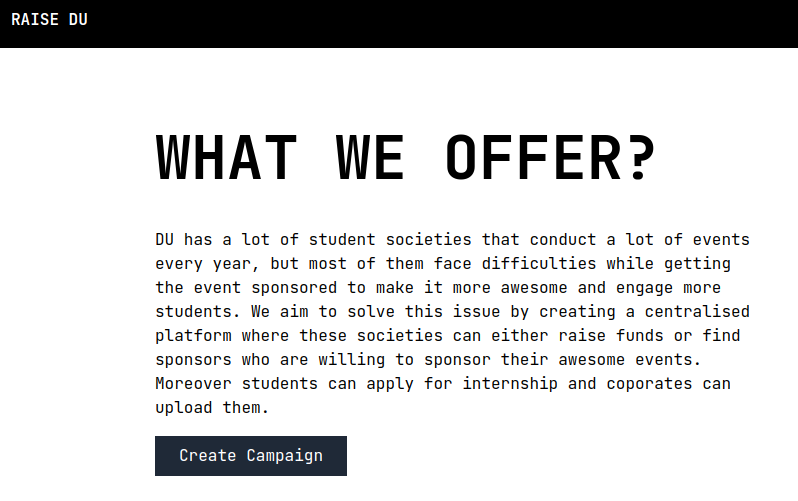 RAISE DU
WHAT WE OFFER?
DU has a lot of student societies that conduct a lot of events
every year, but most of them face difficulties while getting
the event sponsored to make it more awesome and engage more
students. We aim to solve this issue by creating a centralised
platform where these societies can either raise funds or find
sponsors who are willing to sponsor their awesome events.
Moreover students can apply for internship and coporates can
upload them.
Create Campaign